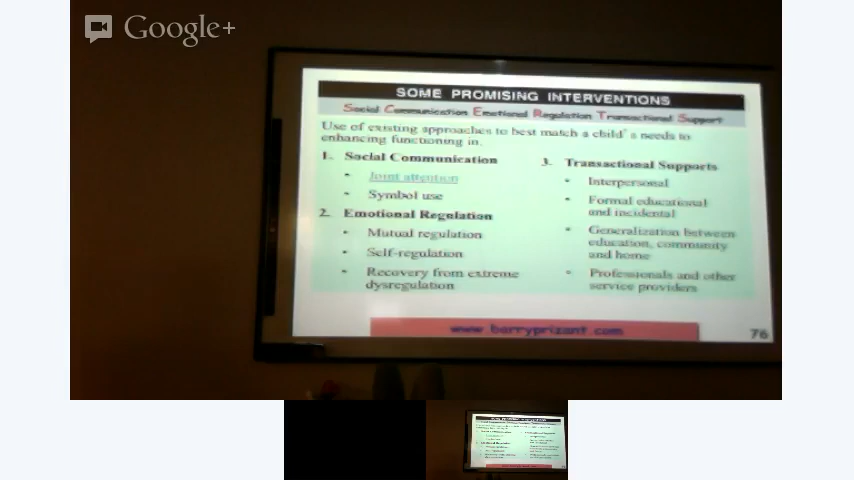 Google+
SOME PROMISING INTERVENTIONS
Social Communication Emotional Regulation Transactional Support
Use of existing approaches to best match a child's needs to
enhancing functioning in.
1. Social Communication
• Joint attention
• Symbol use
2. Emotional Regulation
• Mutual regulation
• Self-regulation
• Recovery from extreme
dysregulation
3. Transactional Supports
• Interpersonal
• Formal educational
and incidental
• Generalization between
education, community
and home
• Professionals and other
service providers
www.barryprizant.com
76